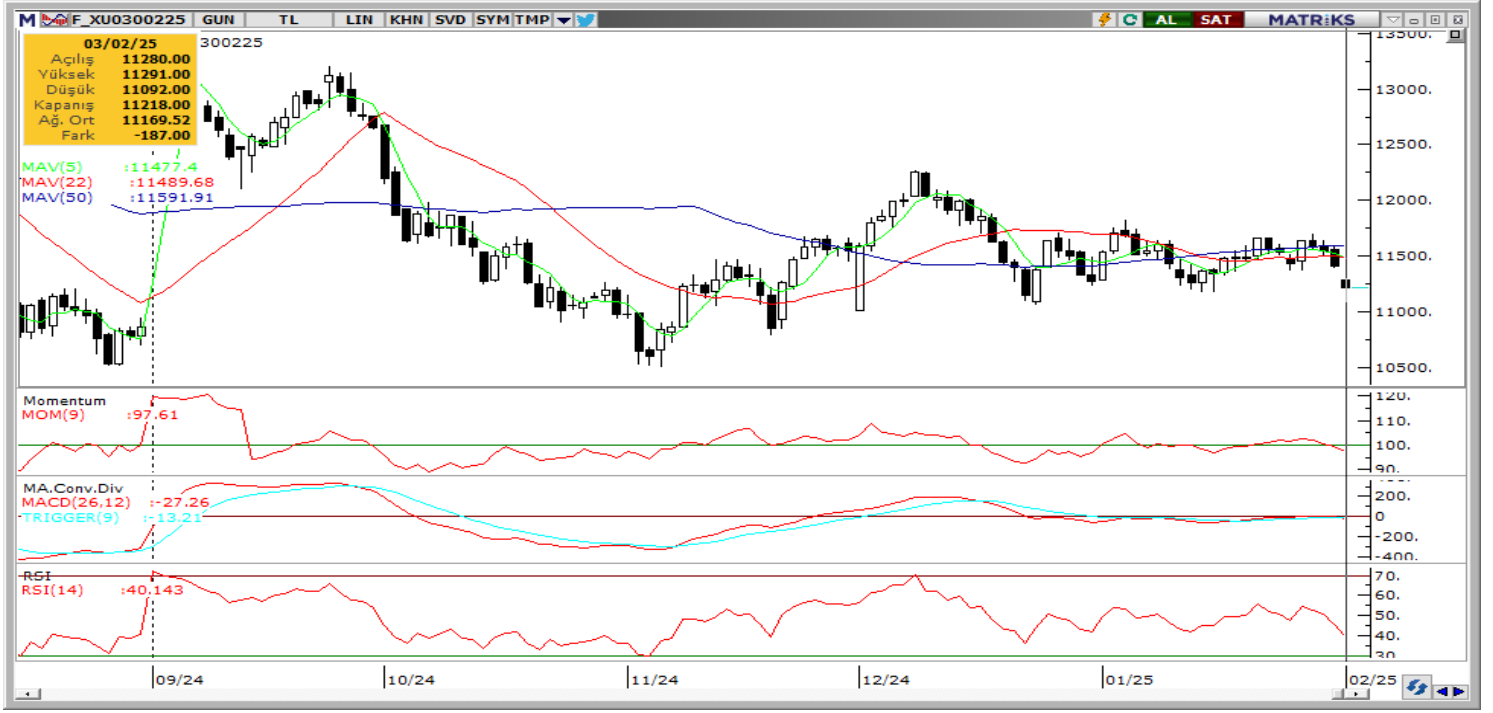 M F_XU0300225 GUN TL LIN KHN SVD SYM TMP AL SAT MATRİKS
300225
03/02/25
Açılış 11280.00
Yüksek 11291.00
Düşük 11092.00
Kapanış 11218.00
Ağ. Ort 11169.52
Fark -187.00
MAV(5) :11477.4
MAV(22) :11489.68
MAV(50) :11591.91
13500.
13000.
12500.
12000.
11500.
11000.
10500.
Momentum
MOM(9) :97.61
120.
110.
100.
90.
MA.Conv.Div
MACD(26,12) :-27.26
TRIGGER(9) :-13.21
200.
0
-200.
-400.
RSI
RSI(14) :40.143
70.
60.
50.
40.
30
09/24 10/24 11/24 12/24 01/25 02/25